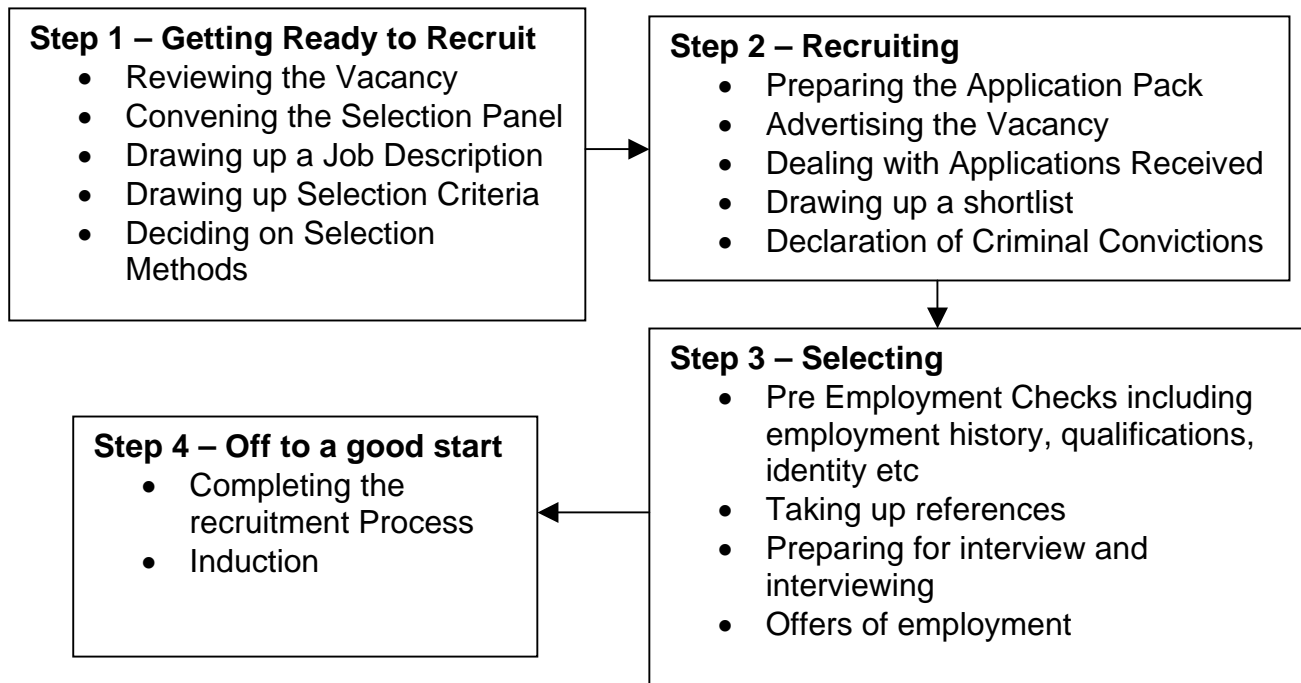 Step 1 – Getting Ready to Recruit
• Reviewing the Vacancy
• Convening the Selection Panel
• Drawing up a Job Description
• Drawing up Selection Criteria
• Deciding on Selection
Methods
Step 2 – Recruiting
• Preparing the Application Pack
• Advertising the Vacancy
• Dealing with Applications Received
• Drawing up a shortlist
• Declaration of Criminal Convictions
Step 3 – Selecting
• Pre Employment Checks including
employment history, qualifications,
identity etc
• Taking up references
• Preparing for interview and
interviewing
• Offers of employment
Step 4 – Off to a good start
• Completing the
recruitment Process
• Induction